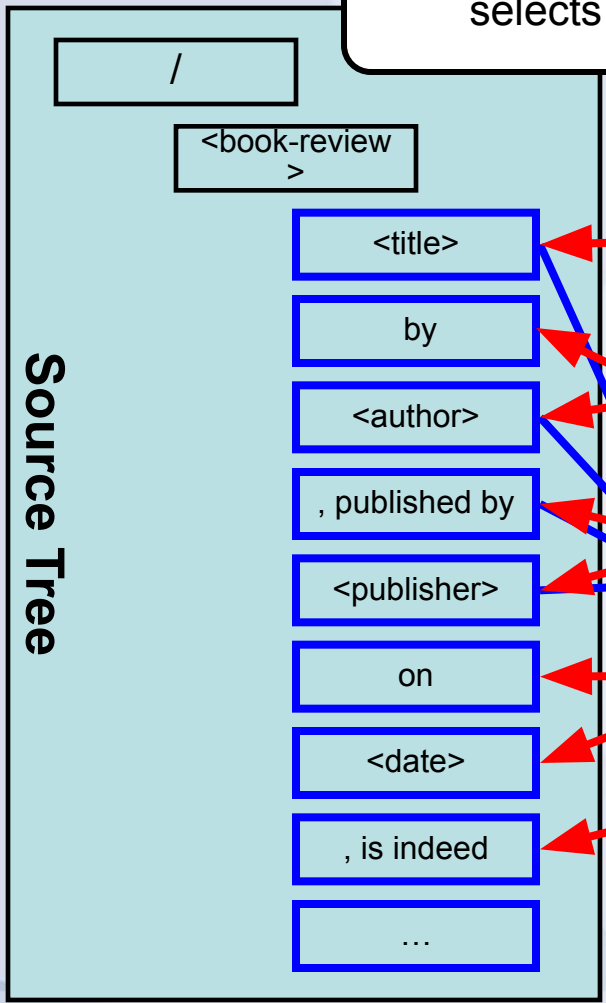 selects
/
<book-review
>
<title>
by
<author>
, published by
<publisher>
on
<date>
, is indeed
…
Source Tree